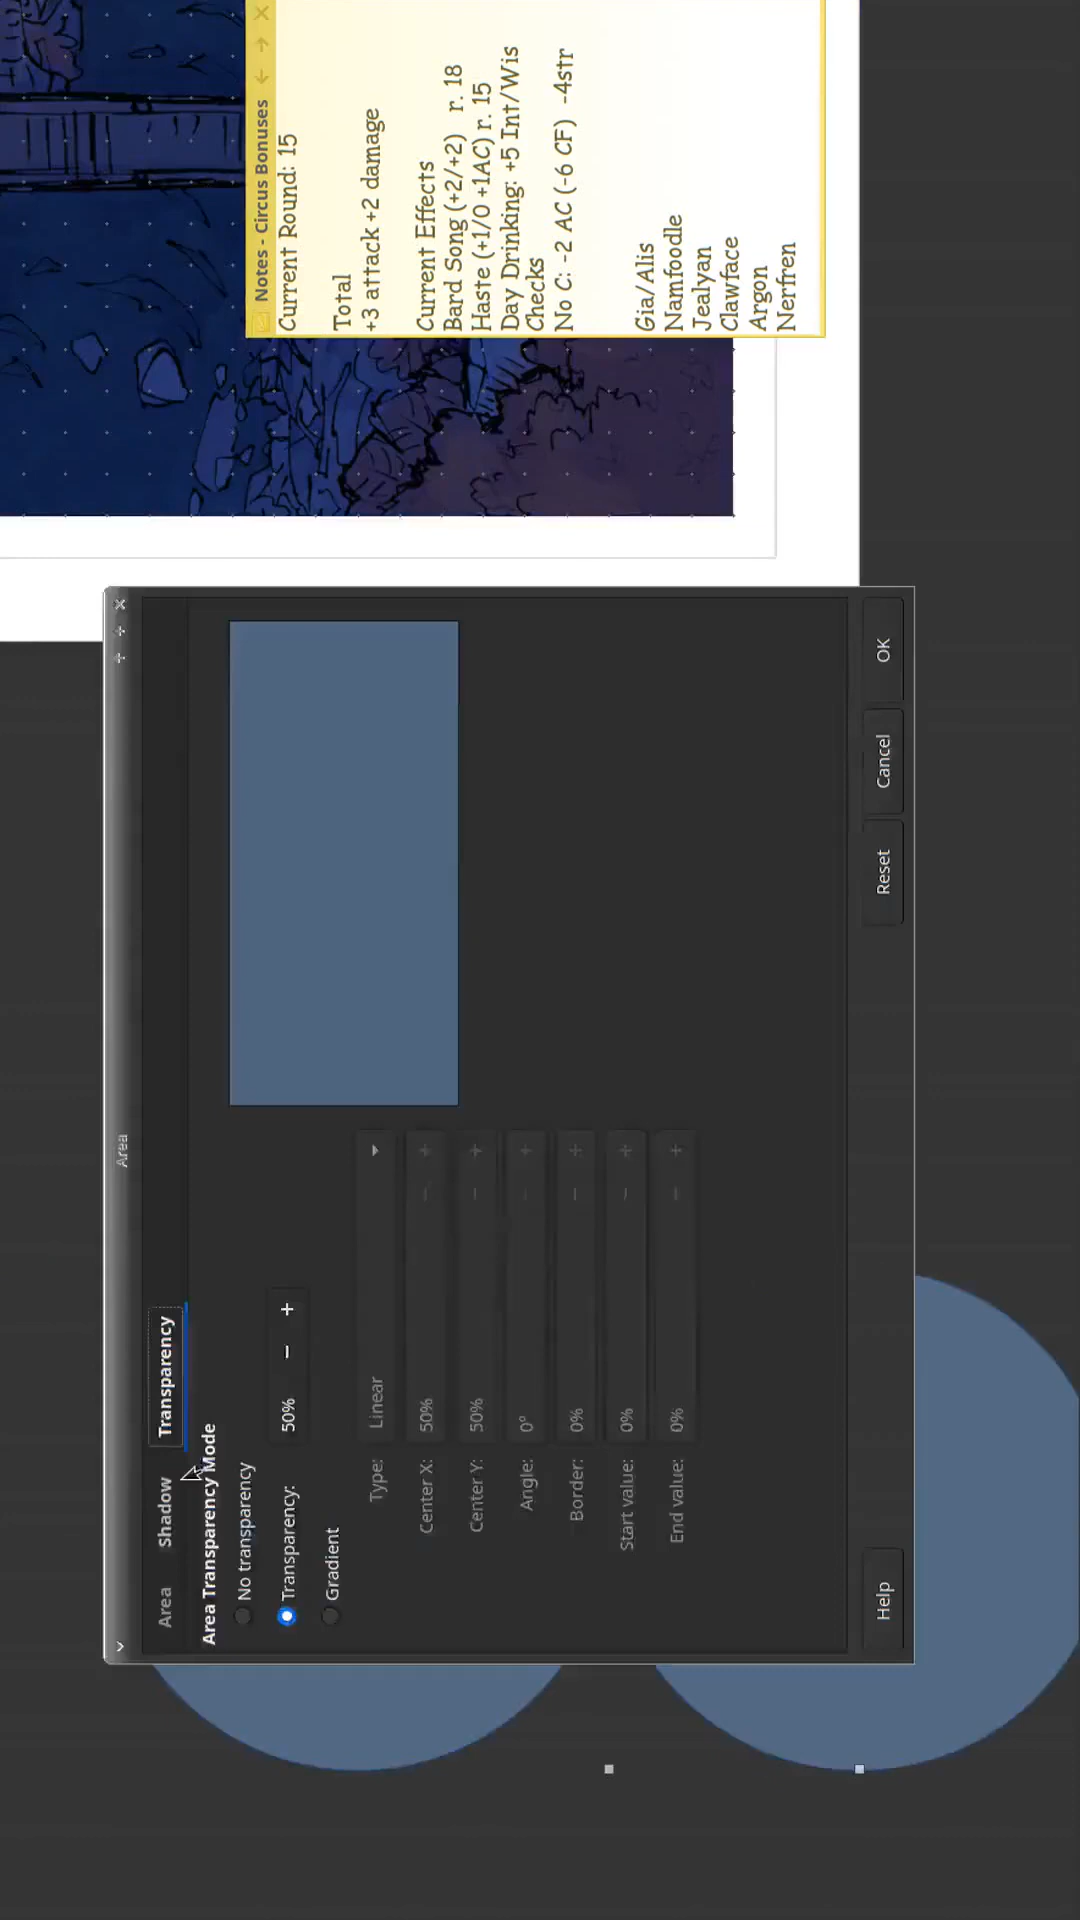 Notes - Circus Bonuses
Current Round: 15
Total
+3 attack +2 damage
Current Effects
Bard Song (+2/+2) r. 18
Haste (+1/0 +1AC) r. 15
Day Drinking: +5 Int/Wis
Checks
No C: -2 AC (-6 CF) -4str
Gia/Alis
Namfoodle
Jealyan
Clawface
Argon
Nerfren
Area
Area Shadow Transparency
Area Transparency Mode
No transparency
Transparency: 50% − +
Gradient
Type: Linear
Center X: 50% − +
Center Y: 50% − +
Angle: 0° − +
Border: 0% − +
Start value: 0% − +
End value: 0% − +
Help Reset Cancel OK